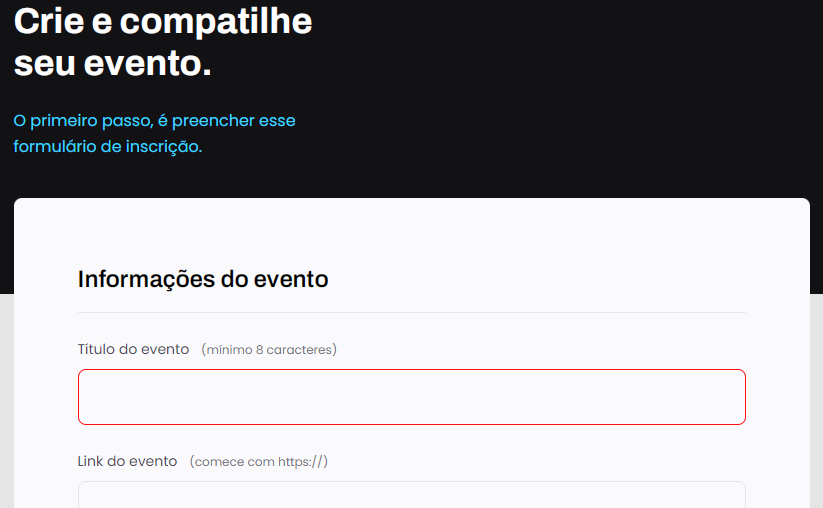 Crie e compatilhe
seu evento.
O primeiro passo, é preencher esse
formulário de inscrição.
Informações do evento
Título do evento (mínimo 8 caracteres)
Link do evento (comece com https://)